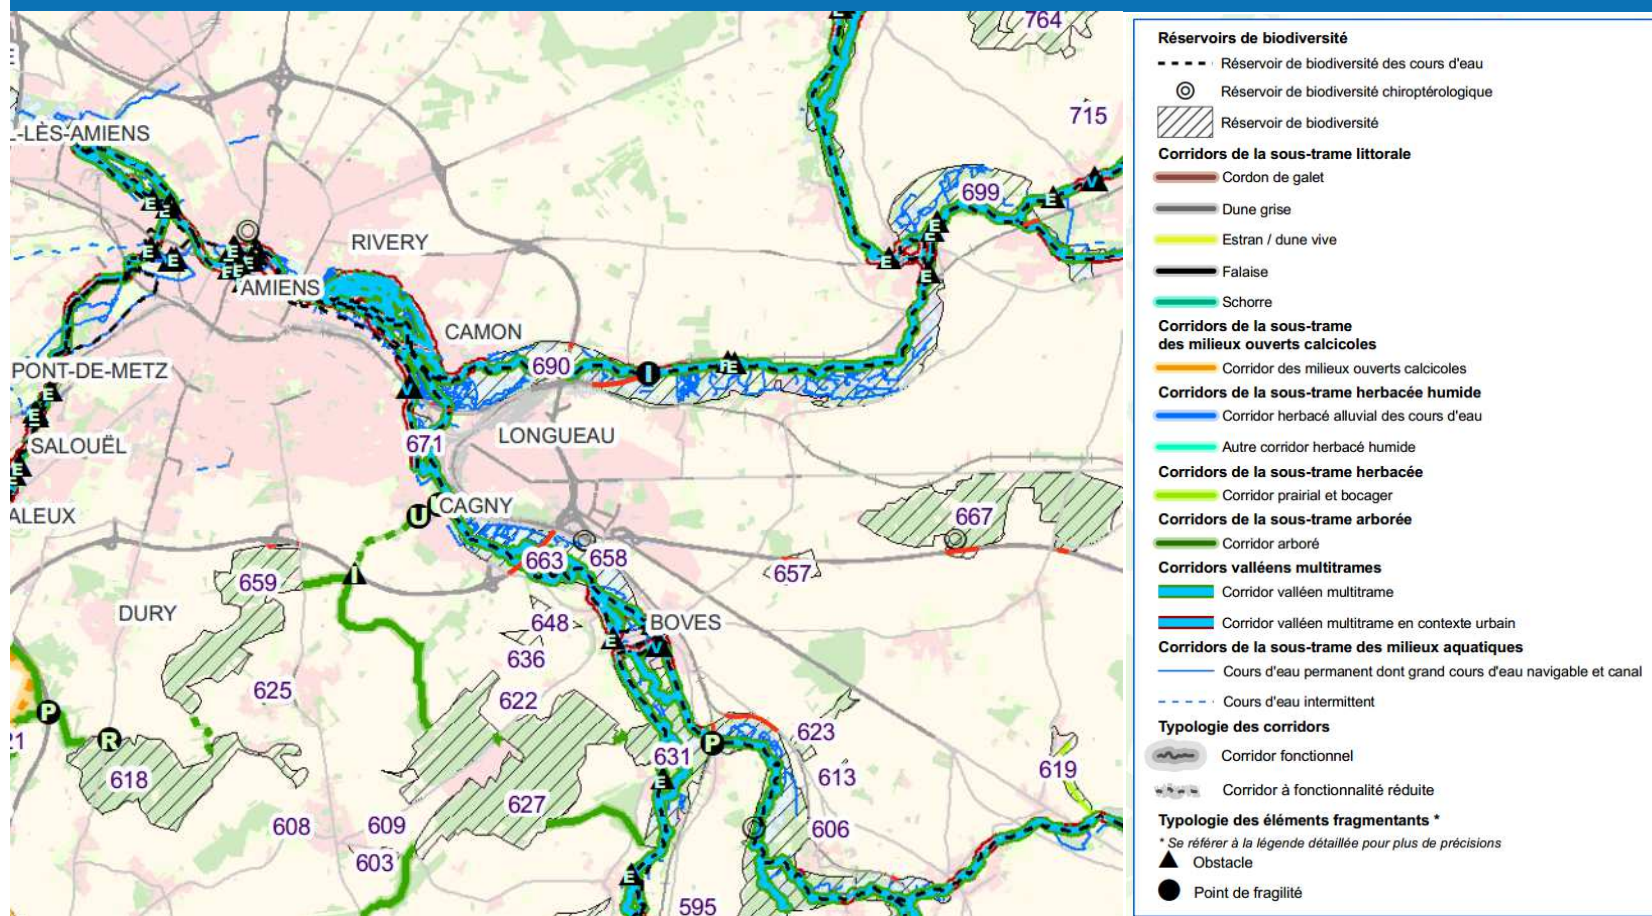 764
715
L-LÈS-AMIENS
699
E
E
V
E
E
RIVERY
E
E
E
E
E
E
E
AMIENS
E
E
CAMON
PONT-DE-METZ
690
I
PE
V
E
E
SALOUËL
671
LONGUEAU
E
E
ALEUX
U
CAGNY
667
663
658
659
I
657
DURY
648
BOVES
E
V
636
625
622
P
R
P
623
21
618
631
613
619
E
627
608
609
606
603
E
595
Réservoirs de biodiversité
Réservoir de biodiversité des cours d'eau
Réservoir de biodiversité chiroptérologique
Réservoir de biodiversité
Corridors de la sous-trame littorale
Cordon de galet
Dune grise
Estran / dune vive
Falaise
Schorre
Corridors de la sous-trame
des milieux ouverts calcicoles
Corridor des milieux ouverts calcicoles
Corridors de la sous-trame herbacée humide
Corridor herbacé alluvial des cours d'eau
Autre corridor herbacé humide
Corridors de la sous-trame herbacée
Corridor prairial et bocager
Corridors de la sous-trame arborée
Corridor arboré
Corridors valléens multitrames
Corridor valléen multitrame
Corridor valléen multitrame en contexte urbain
Corridors de la sous-trame des milieux aquatiques
Cours d'eau permanent dont grand cours d'eau navigable et canal
Cours d'eau intermittent
Typologie des corridors
Corridor fonctionnel
Corridor à fonctionnalité réduite
Typologie des éléments fragmentants *
* Se référer à la légende détaillée pour plus de précisions
Obstacle
Point de fragilité